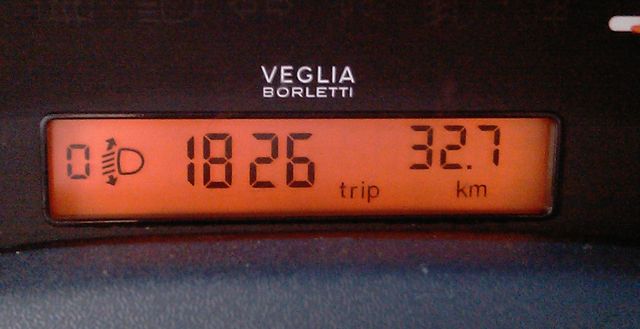 VEGLIA
BORLETTI
0 1826 trip 32.7 km